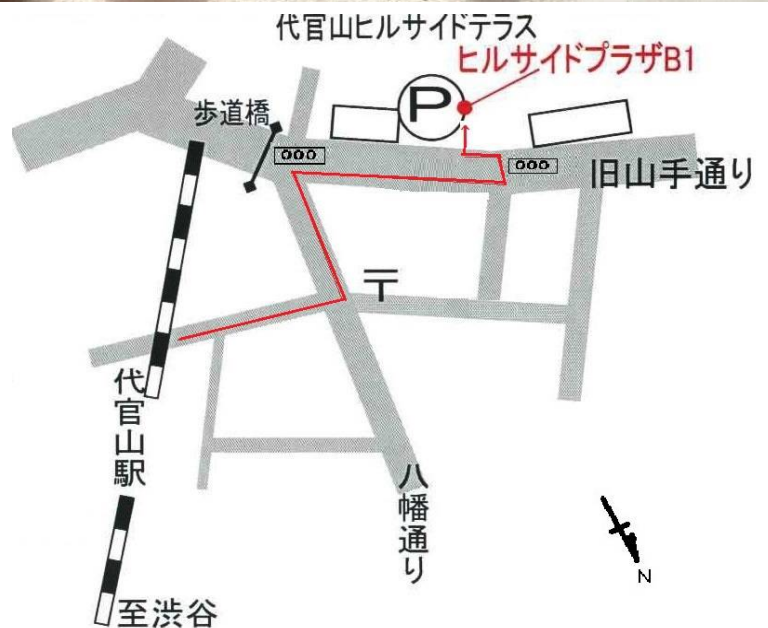 代官山ヒルサイドテラス
ヒルサイドプラザB1
P
歩道橋
旧山手通り
〒
代官山駅
八幡通り
至渋谷
N